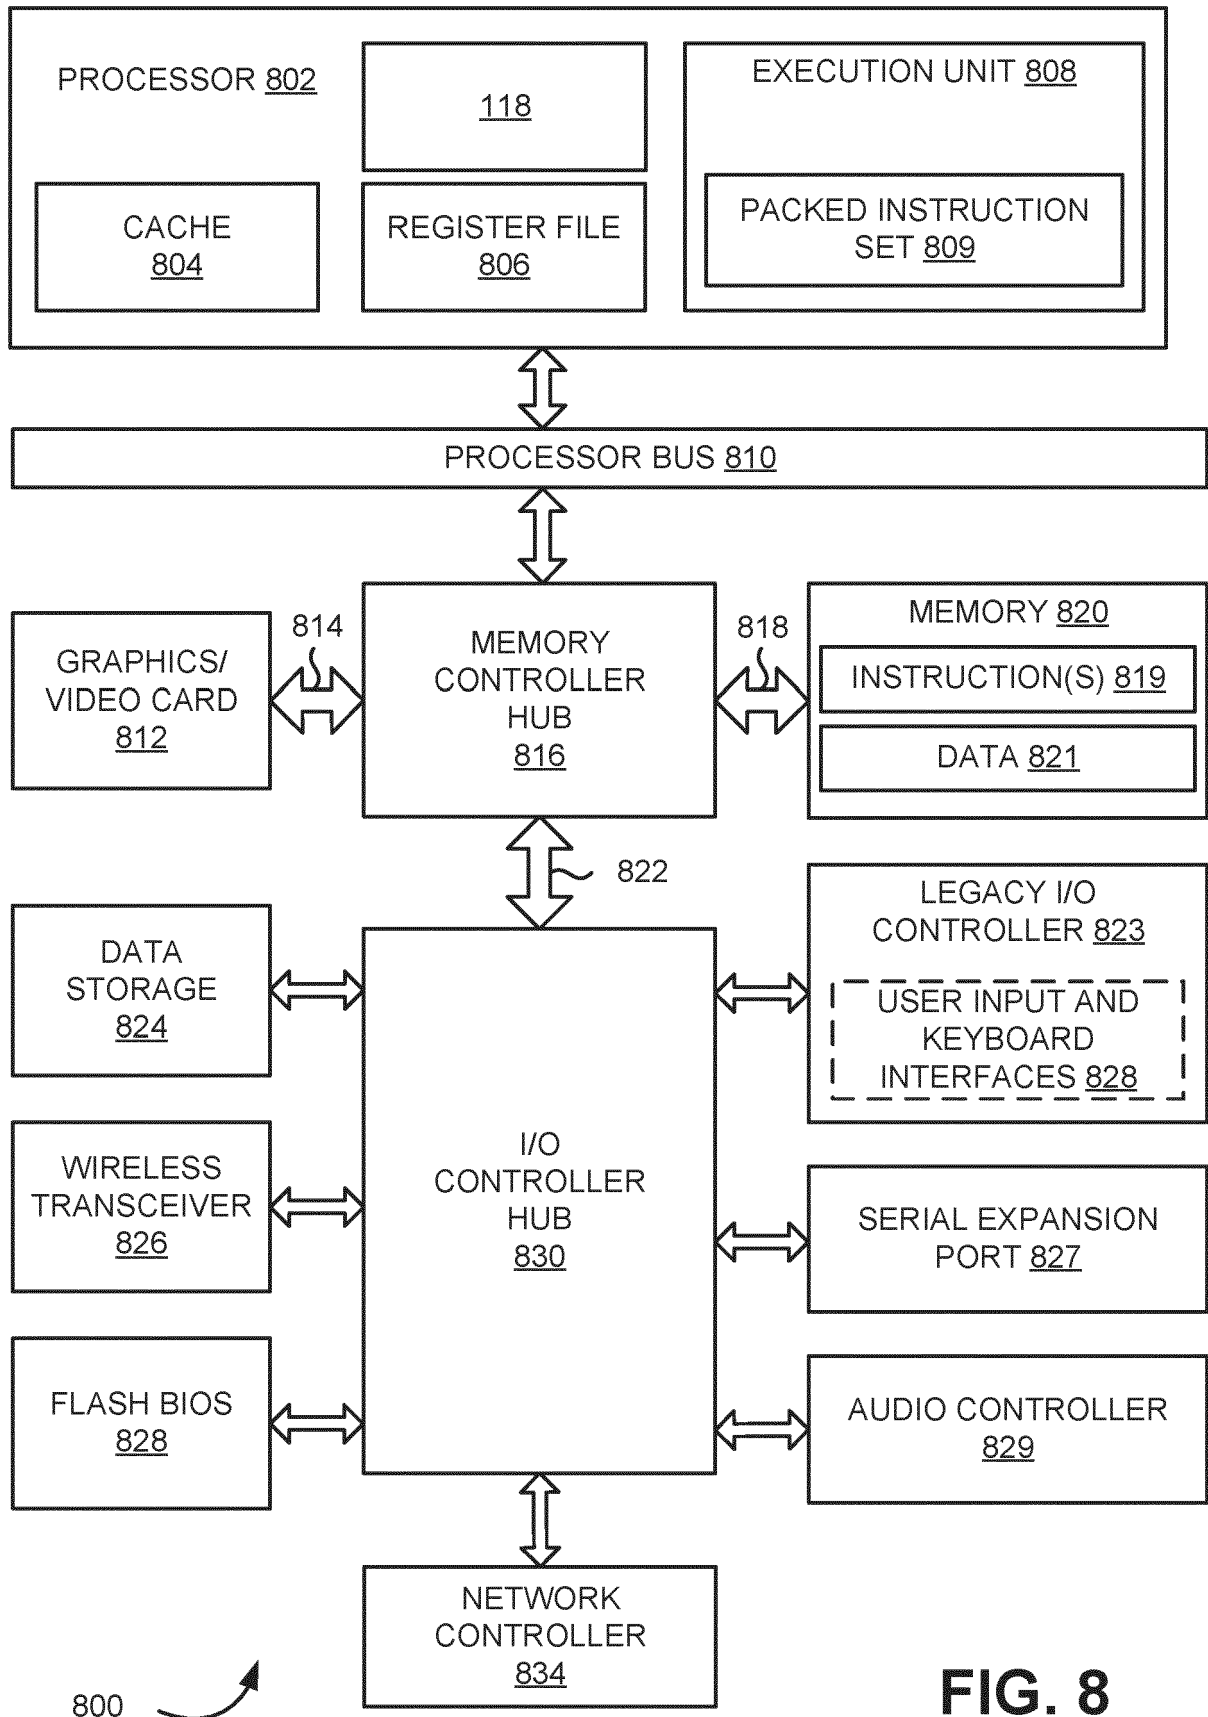 PROCESSOR 802
118
EXECUTION UNIT 808
CACHE
804
REGISTER FILE
806
PACKED INSTRUCTION
SET 809
PROCESSOR BUS 810
GRAPHICS/
VIDEO CARD
812
814
MEMORY
CONTROLLER
HUB
816
818
MEMORY 820
INSTRUCTION(S) 819
DATA 821
822
DATA
STORAGE
824
LEGACY I/O
CONTROLLER 823
USER INPUT AND
KEYBOARD
INTERFACES 828
WIRELESS
TRANSCEIVER
826
I/O
CONTROLLER
HUB
830
SERIAL EXPANSION
PORT 827
FLASH BIOS
828
AUDIO CONTROLLER
829
NETWORK
CONTROLLER
834
800
FIG. 8